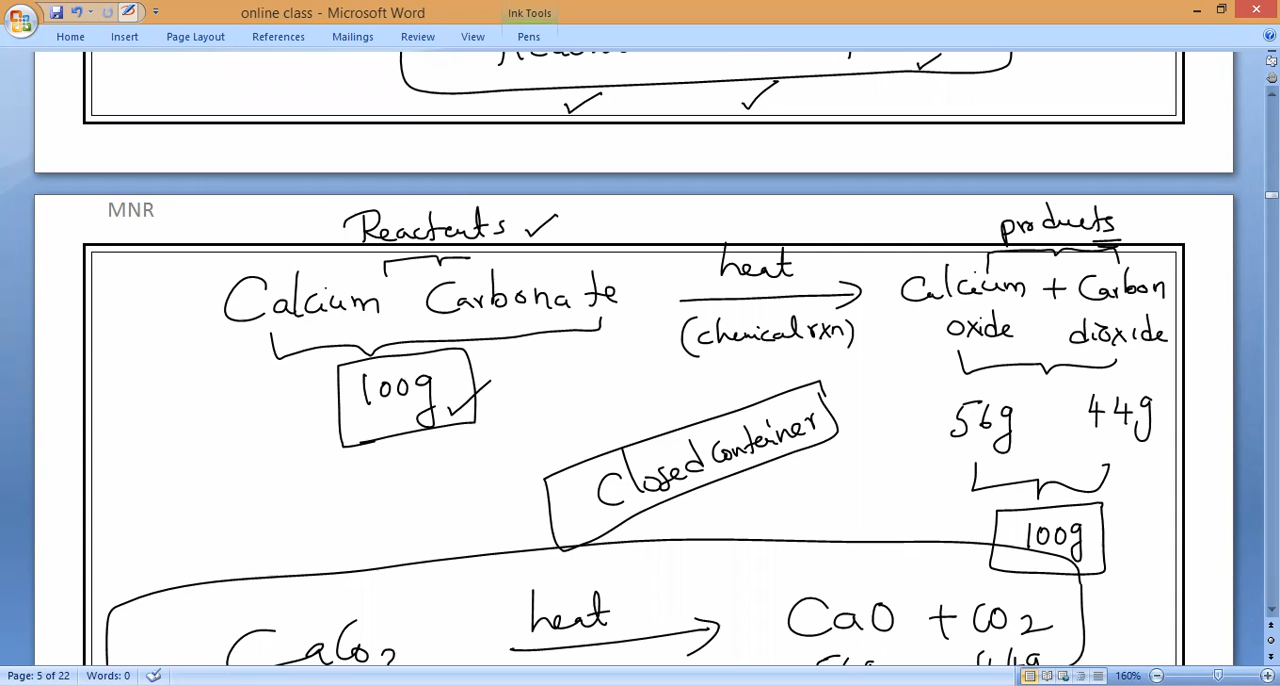 online class - Microsoft Word
Ink Tools
Home Insert Page Layout References Mailings Review View Pens
MNR
Reactants ✓
products
Calcium Carbonate
heat
(chemical rxn)
Calcium + Carbon
oxide dioxide
100g
56g 44g
Closed container
100g
heat
CaO + CO2
56g 44g
Page: 5 of 22 Words: 0 160%